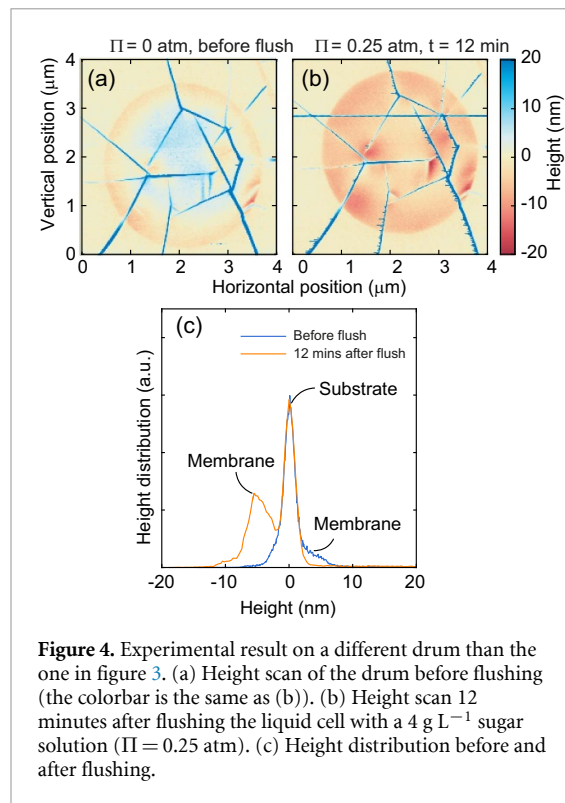 Π = 0 atm, before flush Π = 0.25 atm, t = 12 min
(a) (b)
Vertical position (μm)
4
3
2
1
0
0 1 2 3 4
0 1 2 3 4
Horizontal position (μm)
20
10
0
-10
-20
Height (nm)
(c)
Before flush
12 mins after flush
Substrate
Membrane
Membrane
Height distribution (a.u.)
-20 -10 0 10 20
Height (nm)
Figure 4. Experimental result on a different drum than the
one in figure 3. (a) Height scan of the drum before flushing
(the colorbar is the same as (b)). (b) Height scan 12
minutes after flushing the liquid cell with a 4 g L⁻¹ sugar
solution (Π = 0.25 atm). (c) Height distribution before and
after flushing.